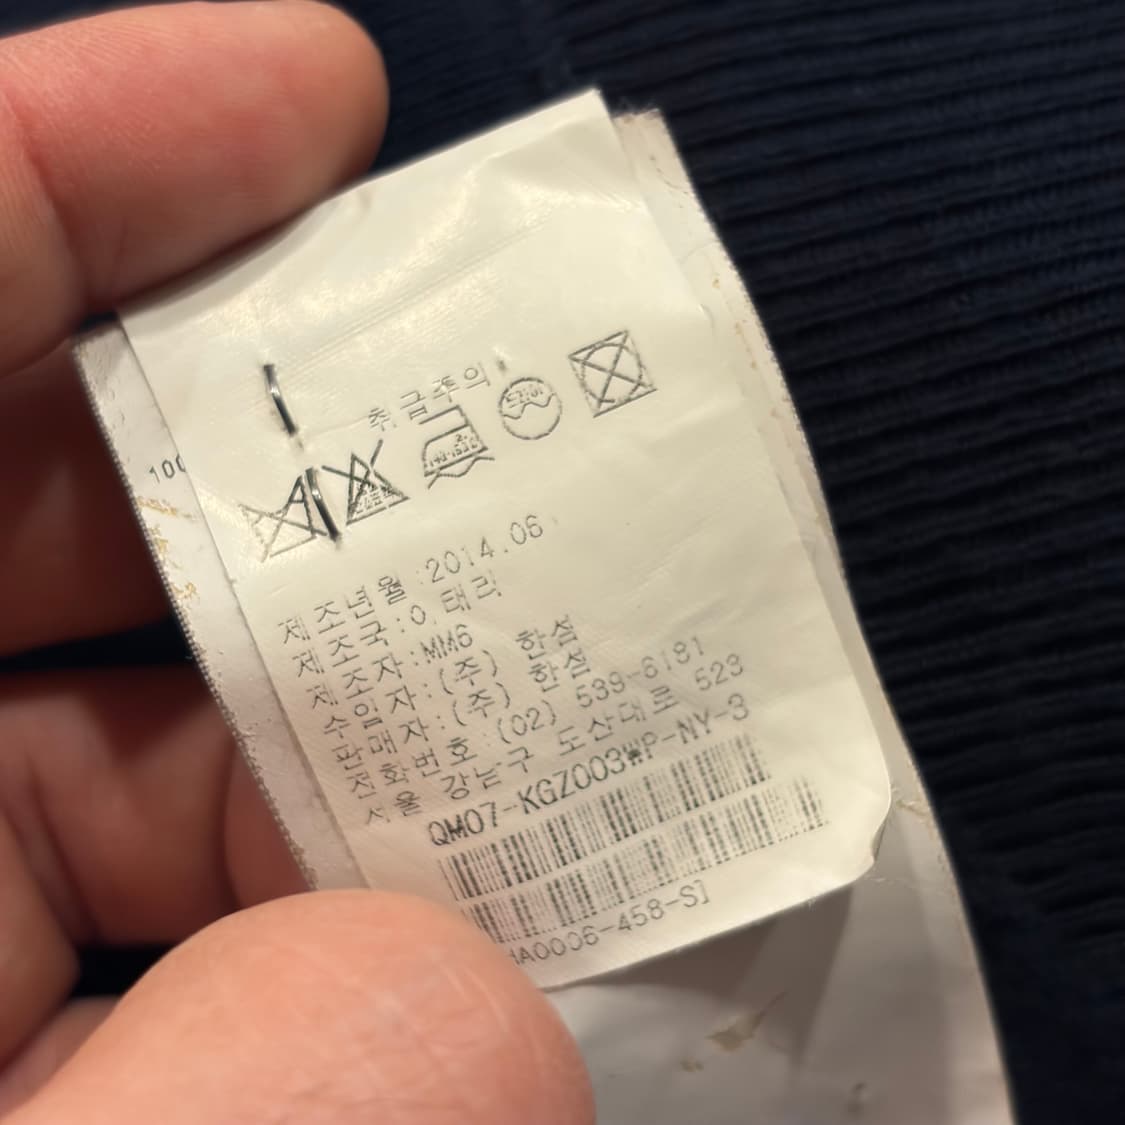 취급주의
100
제조년월 :2014.06
제조국:이태리
제조자:MM6
수입자:(주) 한섬
판매자:(주) 한섬
전화번호:(02) 539-6181
서울 강남구 도산대로 523
QM07-KGZ003WP-NY-3
HA0006-458-S]